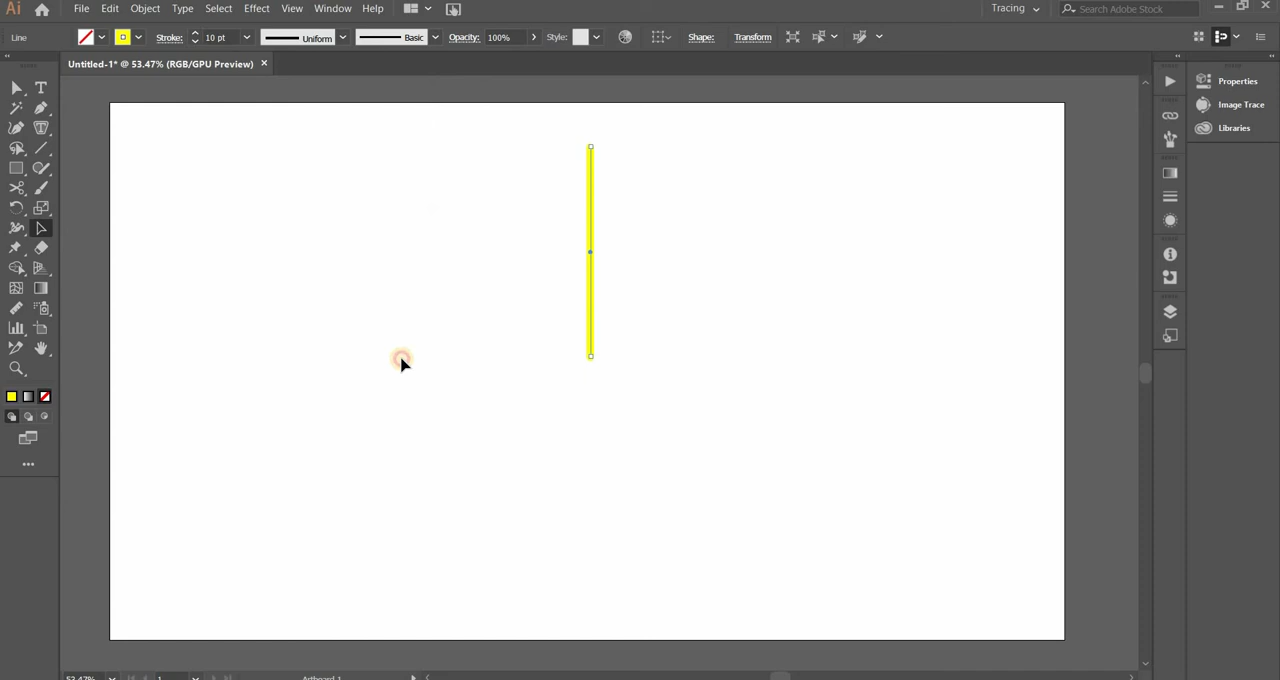 Ai File Edit Object Type Select Effect View Window Help Tracing Search Adobe Stock
Line Stroke: 10 pt Uniform Basic Opacity: 100% Style: Shape: Transform
Untitled-1* @ 53.47% (RGB/GPU Preview) ×
Properties
Image Trace
Libraries
53.47% 1 Artboard 1